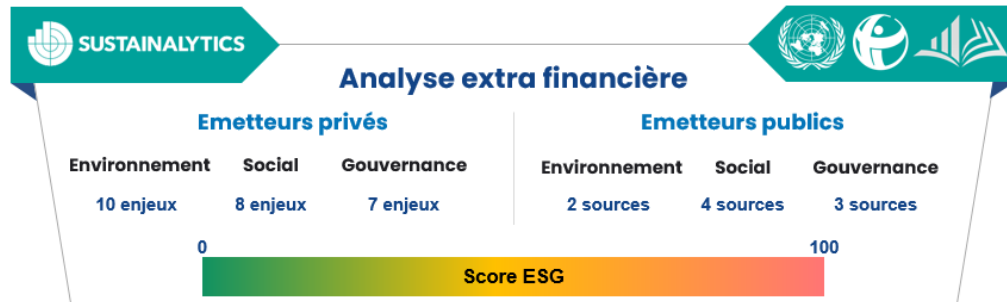 SUSTAINALYTICS
Analyse extra financière
Emetteurs privés
Environnement Social Gouvernance
10 enjeux 8 enjeux 7 enjeux
Emetteurs publics
Environnement Social Gouvernance
2 sources 4 sources 3 sources
0 100
Score ESG